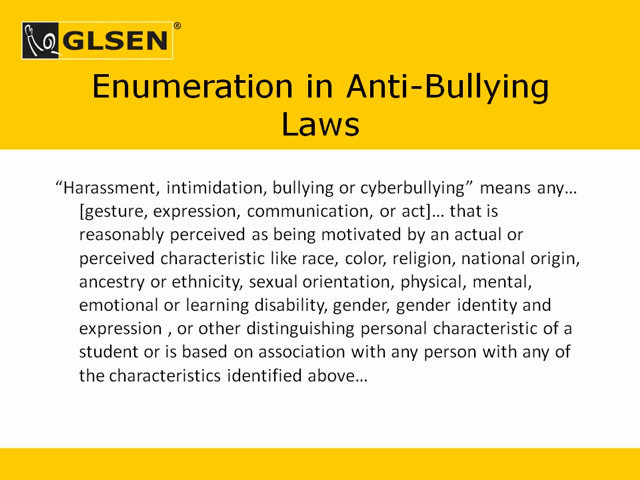 GLSEN®
Enumeration in Anti-Bullying
Laws
“Harassment, intimidation, bullying or cyberbullying” means any…
[gesture, expression, communication, or act]… that is
reasonably perceived as being motivated by an actual or
perceived characteristic like race, color, religion, national origin,
ancestry or ethnicity, sexual orientation, physical, mental,
emotional or learning disability, gender, gender identity and
expression , or other distinguishing personal characteristic of a
student or is based on association with any person with any of
the characteristics identified above…